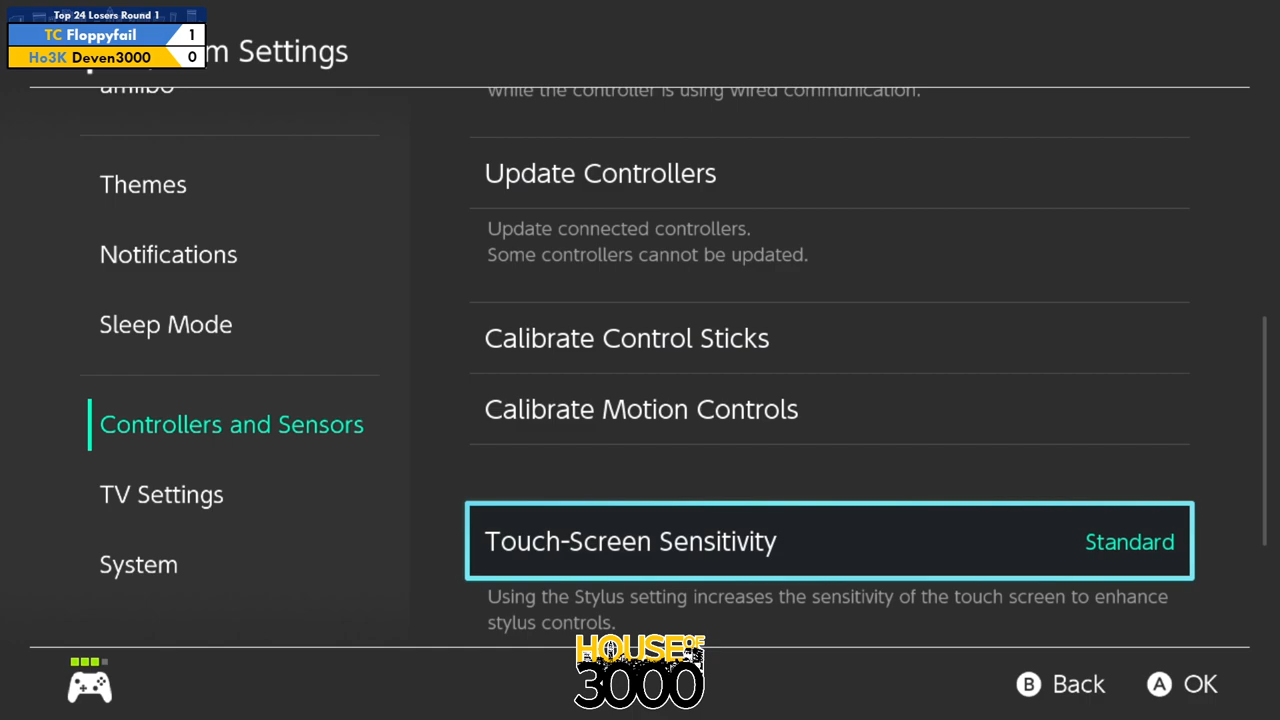 Top 24 Losers Round 1
TC Floppyfail 1
Ho3K Deven3000 0
m Settings
amiibo
while the controller is using wired communication.
Themes
Notifications
Sleep Mode
Controllers and Sensors
TV Settings
System
Update Controllers
Update connected controllers.
Some controllers cannot be updated.
Calibrate Control Sticks
Calibrate Motion Controls
Touch-Screen Sensitivity Standard
Using the Stylus setting increases the sensitivity of the touch screen to enhance
stylus controls.
HOUSE OF
3000
B Back A OK